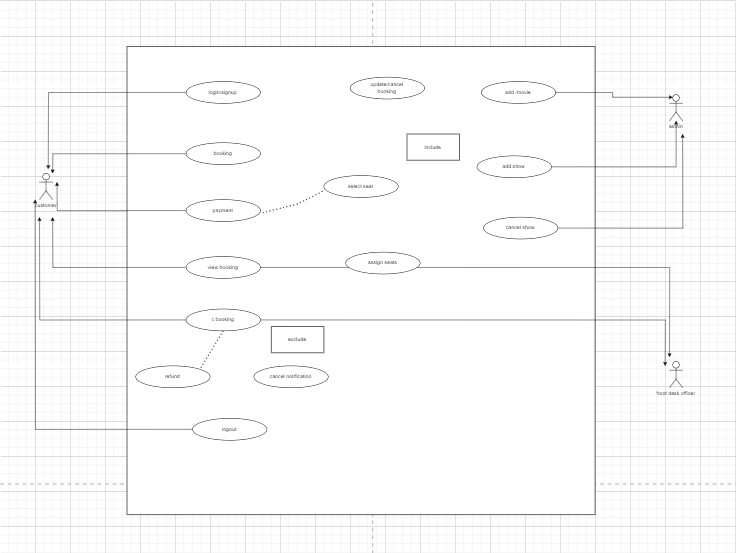 login/signup
update/cancel
booking
add /movie
admin
booking
include
add show
select seat
customer
payment
cancel show
view booking
assign seats
c booking
exclude
refund
cancel notification
front desk officer
logout